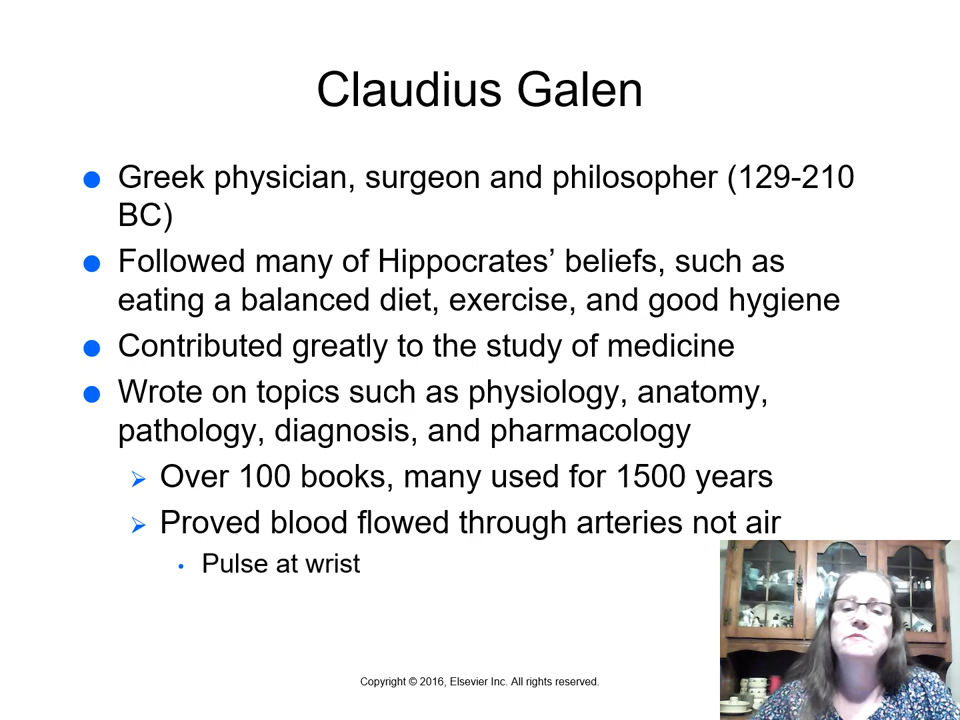 Claudius Galen
Greek physician, surgeon and philosopher (129-210
BC)
Followed many of Hippocrates’ beliefs, such as
eating a balanced diet, exercise, and good hygiene
Contributed greatly to the study of medicine
Wrote on topics such as physiology, anatomy,
pathology, diagnosis, and pharmacology
Over 100 books, many used for 1500 years
Proved blood flowed through arteries not air
Pulse at wrist
Copyright © 2016, Elsevier Inc. All rights reserved.